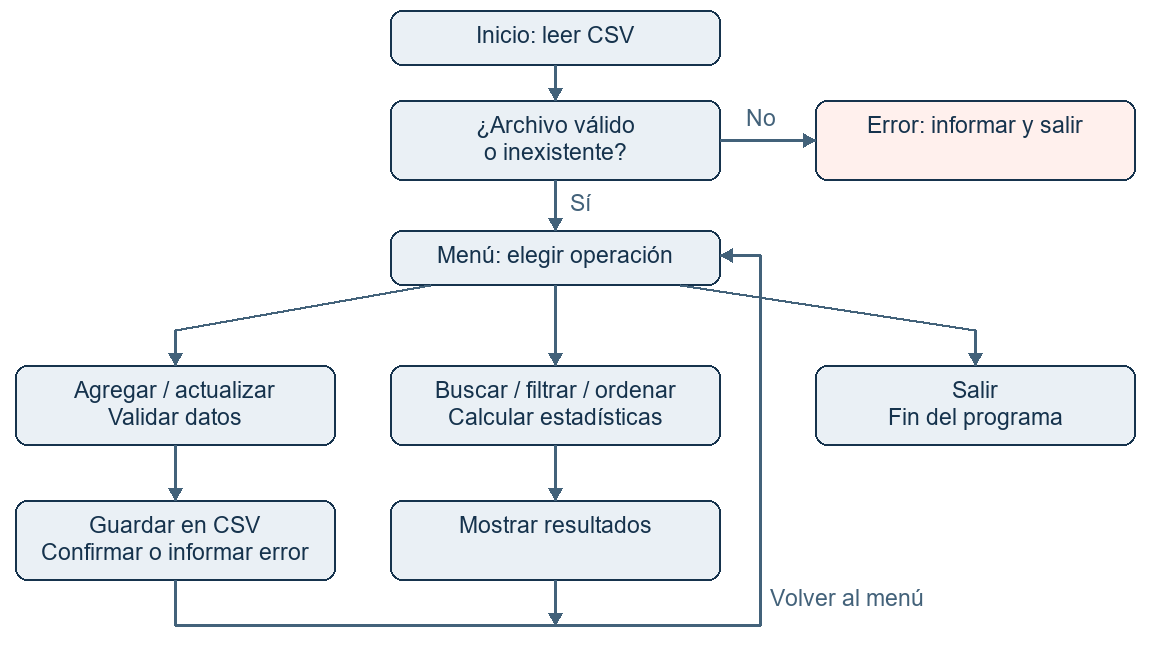 Inicio: leer CSV
¿Archivo válido
o inexistente?
No
Error: informar y salir
Sí
Menú: elegir operación
Agregar / actualizar
Validar datos
Buscar / filtrar / ordenar
Calcular estadísticas
Salir
Fin del programa
Guardar en CSV
Confirmar o informar error
Mostrar resultados
Volver al menú